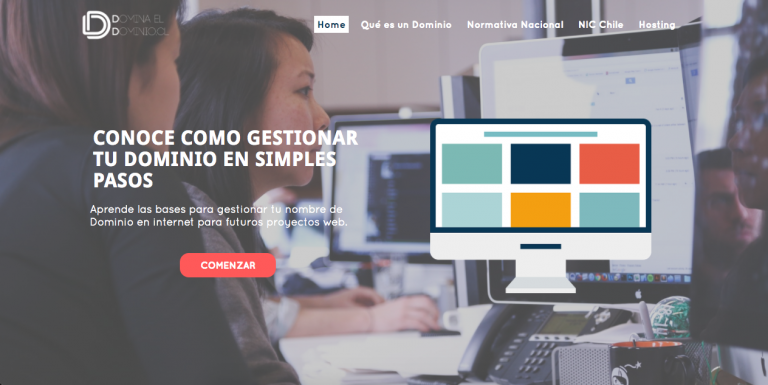 DOMINA EL
DOMINIO.CL
Home
Qué es un Dominio
Normativa Nacional
NIC Chile
Hosting
CONOCE COMO GESTIONAR
TU DOMINIO EN SIMPLES
PASOS
Aprende las bases para gestionar tu nombre de
Dominio en internet para futuros proyectos web.
COMENZAR